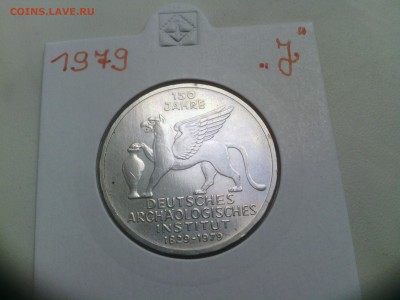 COINS.LAVE.RU
1979 "J"
150
JAHRE
DEUTSCHES
ARCHÄOLOGISCHES
INSTITUT
1829-1979